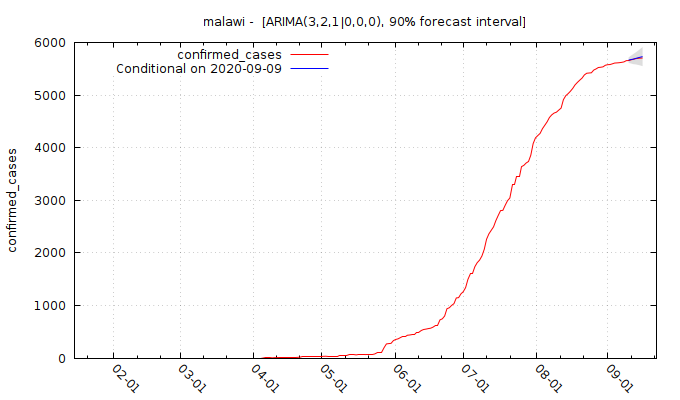 malawi -  [ARIMA(3,2,1|0,0,0), 90% forecast interval]
6000
confirmed_cases
Conditional on 2020-09-09
5000
4000
confirmed_cases
3000
2000
1000
0
02-01 03-01 04-01 05-01 06-01 07-01 08-01 09-01